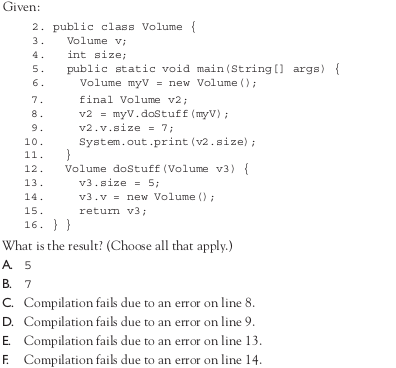 Given:
2. public class Volume {
3. Volume v;
4. int size;
5. public static void main(String[] args) {
6. Volume myV = new Volume();
7. final Volume v2;
8. v2 = myV.doStuff(myV);
9. v2.v.size = 7;
10. System.out.print(v2.size);
11. }
12. Volume doStuff(Volume v3) {
13. v3.size = 5;
14. v3.v = new Volume();
15. return v3;
16. } }
What is the result? (Choose all that apply.)
A. 5
B. 7
C. Compilation fails due to an error on line 8.
D. Compilation fails due to an error on line 9.
E. Compilation fails due to an error on line 13.
F. Compilation fails due to an error on line 14.